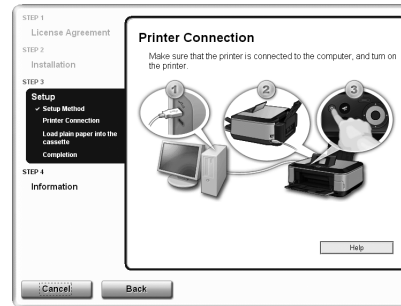 STEP 1
License Agreement
STEP 2
Installation
STEP 3
Setup
Setup Method
Printer Connection
Load plain paper into the
cassette
Completion
STEP 4
Information
Printer Connection
Make sure that the printer is connected to the computer, and turn on
the printer.
1
2
3
Help
Cancel
Back